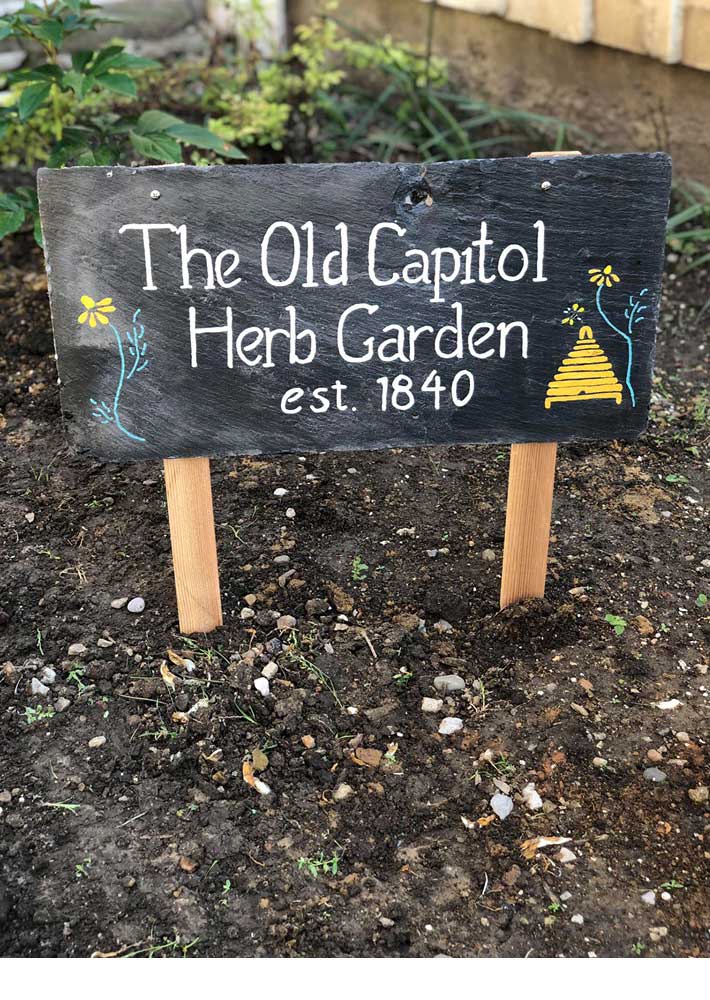 The Old Capitol
Herb Garden
est. 1840